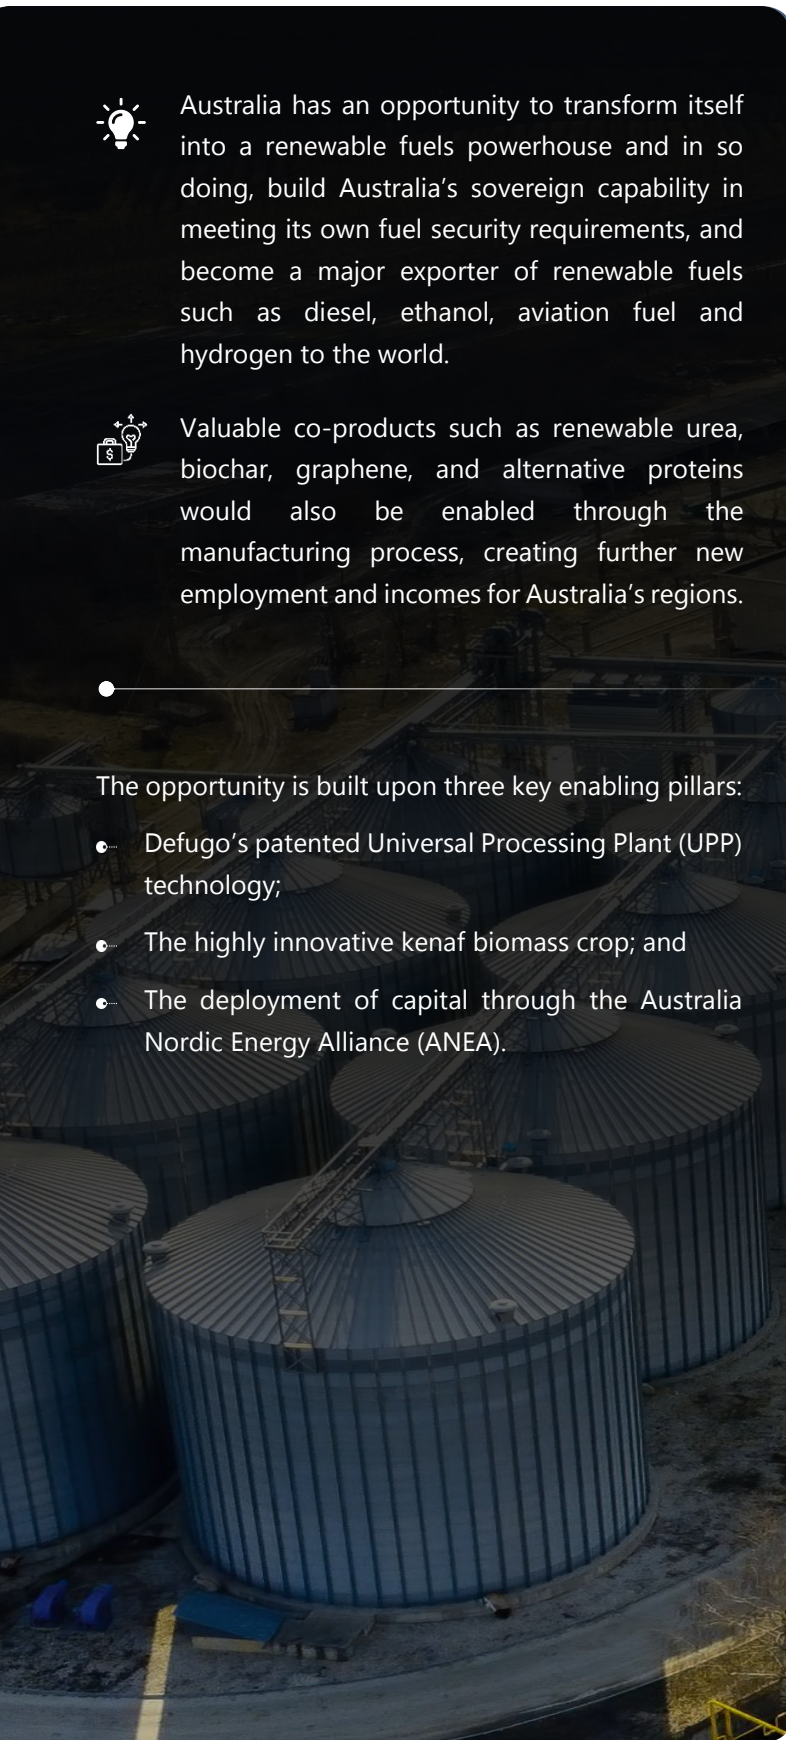 Australia has an opportunity to transform itself
into a renewable fuels powerhouse and in so
doing, build Australia’s sovereign capability in
meeting its own fuel security requirements, and
become a major exporter of renewable fuels
such as diesel, ethanol, aviation fuel and
hydrogen to the world.
$
Valuable co-products such as renewable urea,
biochar, graphene, and alternative proteins
would also be enabled through the
manufacturing process, creating further new
employment and incomes for Australia’s regions.
The opportunity is built upon three key enabling pillars:
Defugo’s patented Universal Processing Plant (UPP)
technology;
The highly innovative kenaf biomass crop; and
The deployment of capital through the Australia
Nordic Energy Alliance (ANEA).